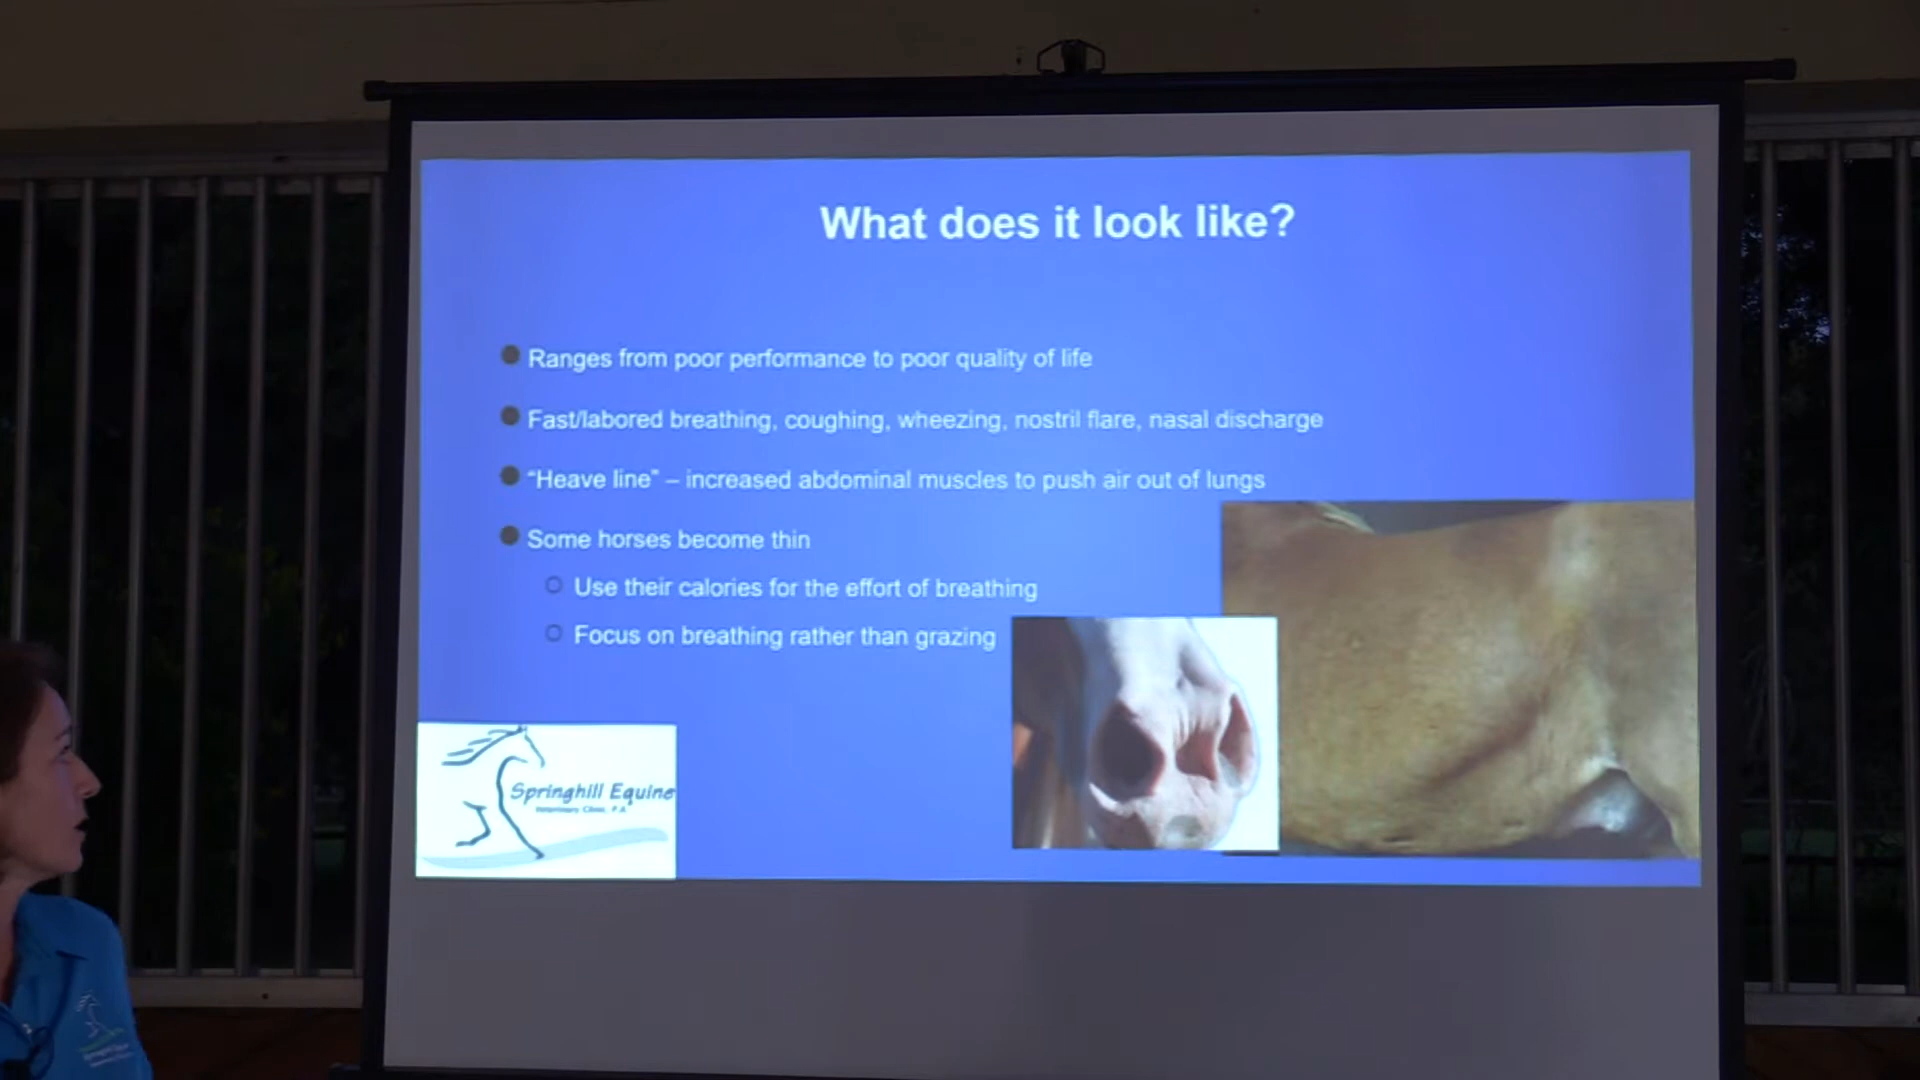 What does it look like?
Ranges from poor performance to poor quality of life
Fast/labored breathing, coughing, wheezing, nostril flare, nasal discharge
“Heave line” – increased abdominal muscles to push air out of lungs
Some horses become thin
Use their calories for the effort of breathing
Focus on breathing rather than grazing
Springhill Equine
Veterinary Clinic, P.A.